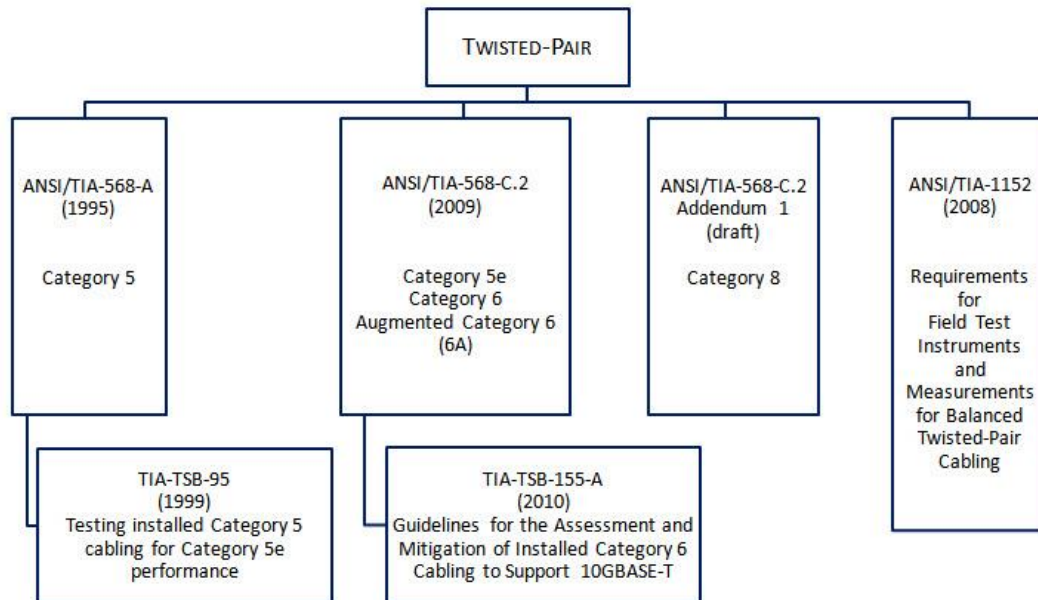 TWISTED-PAIR
ANSI/TIA-568-A
(1995)
Category 5
ANSI/TIA-568-C.2
(2009)
Category 5e
Category 6
Augmented Category 6
(6A)
ANSI/TIA-568-C.2
Addendum 1
(draft)
Category 8
ANSI/TIA-1152
(2008)
Requirements
for
Field Test
Instruments
and
Measurements
for Balanced
Twisted-Pair
Cabling
TIA-TSB-95
(1999)
Testing installed Category 5
cabling for Category 5e
performance
TIA-TSB-155-A
(2010)
Guidelines for the Assessment and
Mitigation of Installed Category 6
Cabling to Support 10GBASE-T